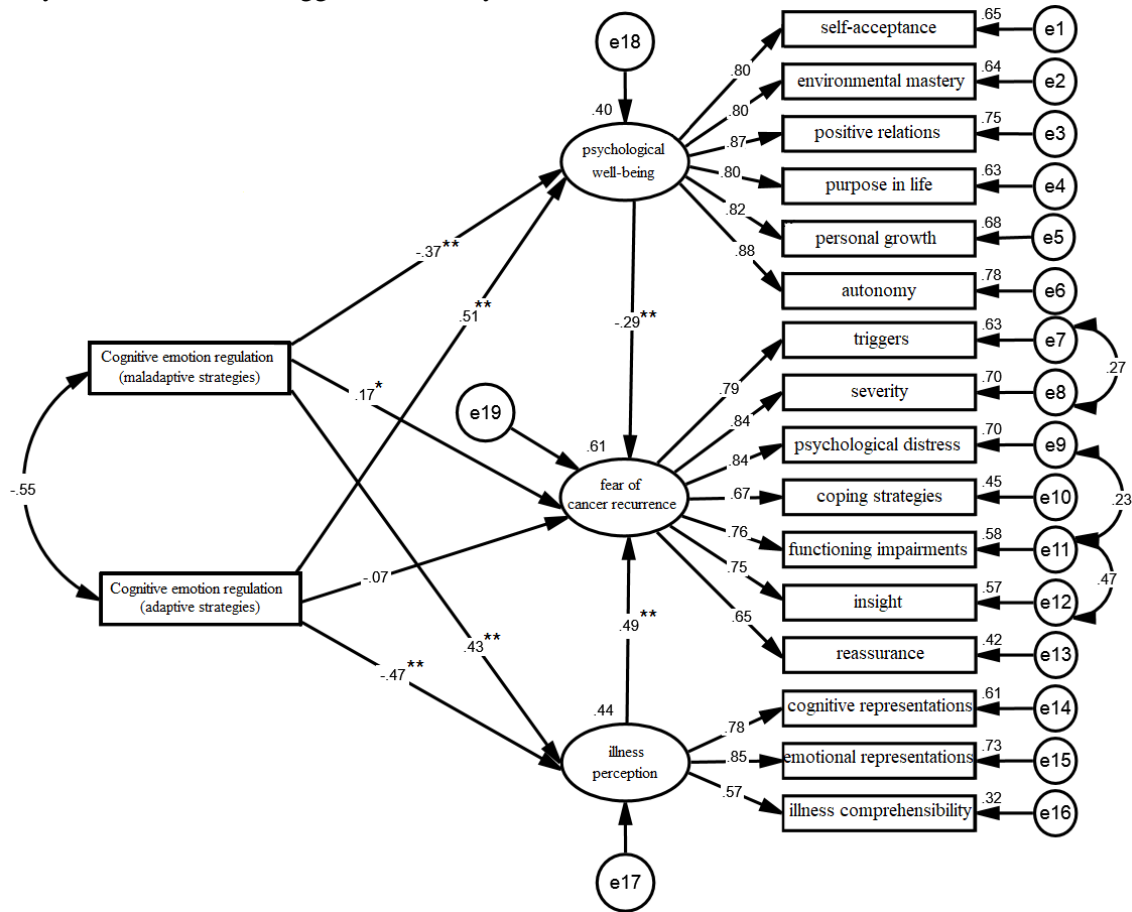 e18
.40
psychological
well-being
.80
.80
.87
.80
.82
.88
self-acceptance
.65
e1
environmental mastery
.64
e2
positive relations
.75
e3
purpose in life
.63
e4
personal growth
.68
e5
autonomy
.78
e6
-.37**
.51**
-.29**
Cognitive emotion regulation
(maladaptive strategies)
.17*
-.55
Cognitive emotion regulation
(adaptive strategies)
-.07
.43**
-.47**
e19
.61
fear of
cancer recurrence
.79
.84
.84
.67
.76
.75
.65
triggers
.63
e7
.27
severity
.70
e8
psychological distress
.70
e9
coping strategies
.45
e10
.23
functioning impairments
.58
e11
insight
.57
e12
.47
reassurance
.42
e13
.49**
.44
illness
perception
.78
.85
.57
cognitive representations
.61
e14
emotional representations
.73
e15
illness comprehensibility
.32
e16
e17